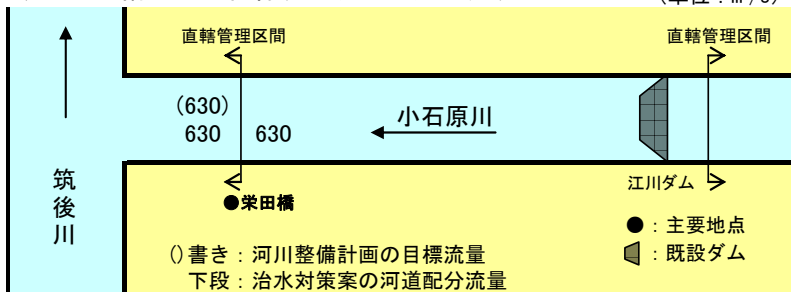 直轄管理区間
直轄管理区間
(630)
630
630
小石原川
筑後川
江川ダム
●栄田橋
●:主要地点
:既設ダム
()書き:河川整備計画の目標流量
下段:治水対策案の河道配分流量